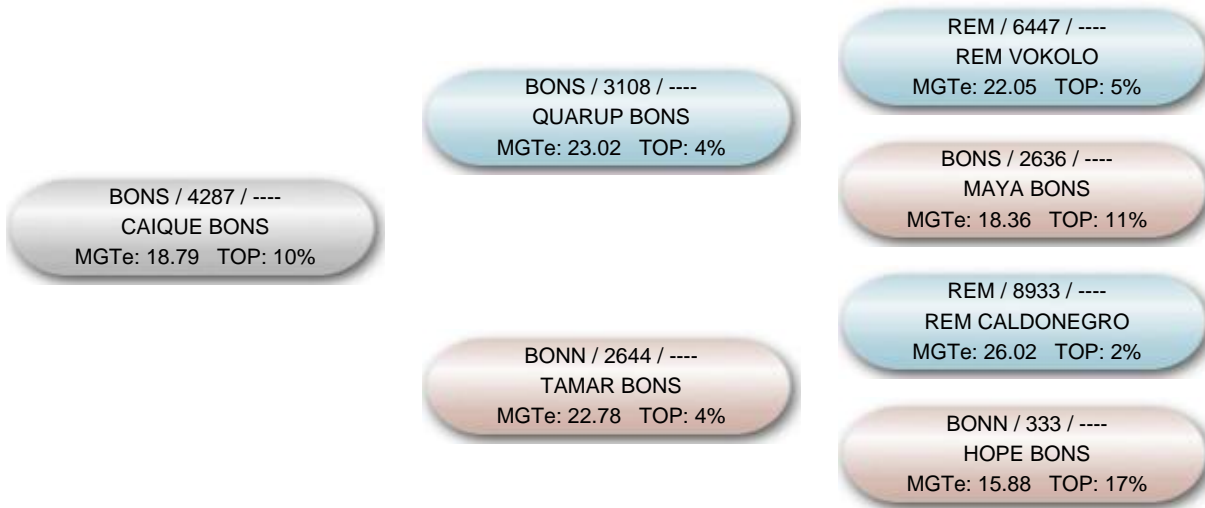 REM / 6447 / ----
REM VOKOLO
MGTe: 22.05 TOP: 5%
BONS / 3108 / ----
QUARUP BONS
MGTe: 23.02 TOP: 4%
BONS / 2636 / ----
MAYA BONS
MGTe: 18.36 TOP: 11%
BONS / 4287 / ----
CAIQUE BONS
MGTe: 18.79 TOP: 10%
REM / 8933 / ----
REM CALDONEGRO
MGTe: 26.02 TOP: 2%
BONN / 2644 / ----
TAMAR BONS
MGTe: 22.78 TOP: 4%
BONN / 333 / ----
HOPE BONS
MGTe: 15.88 TOP: 17%